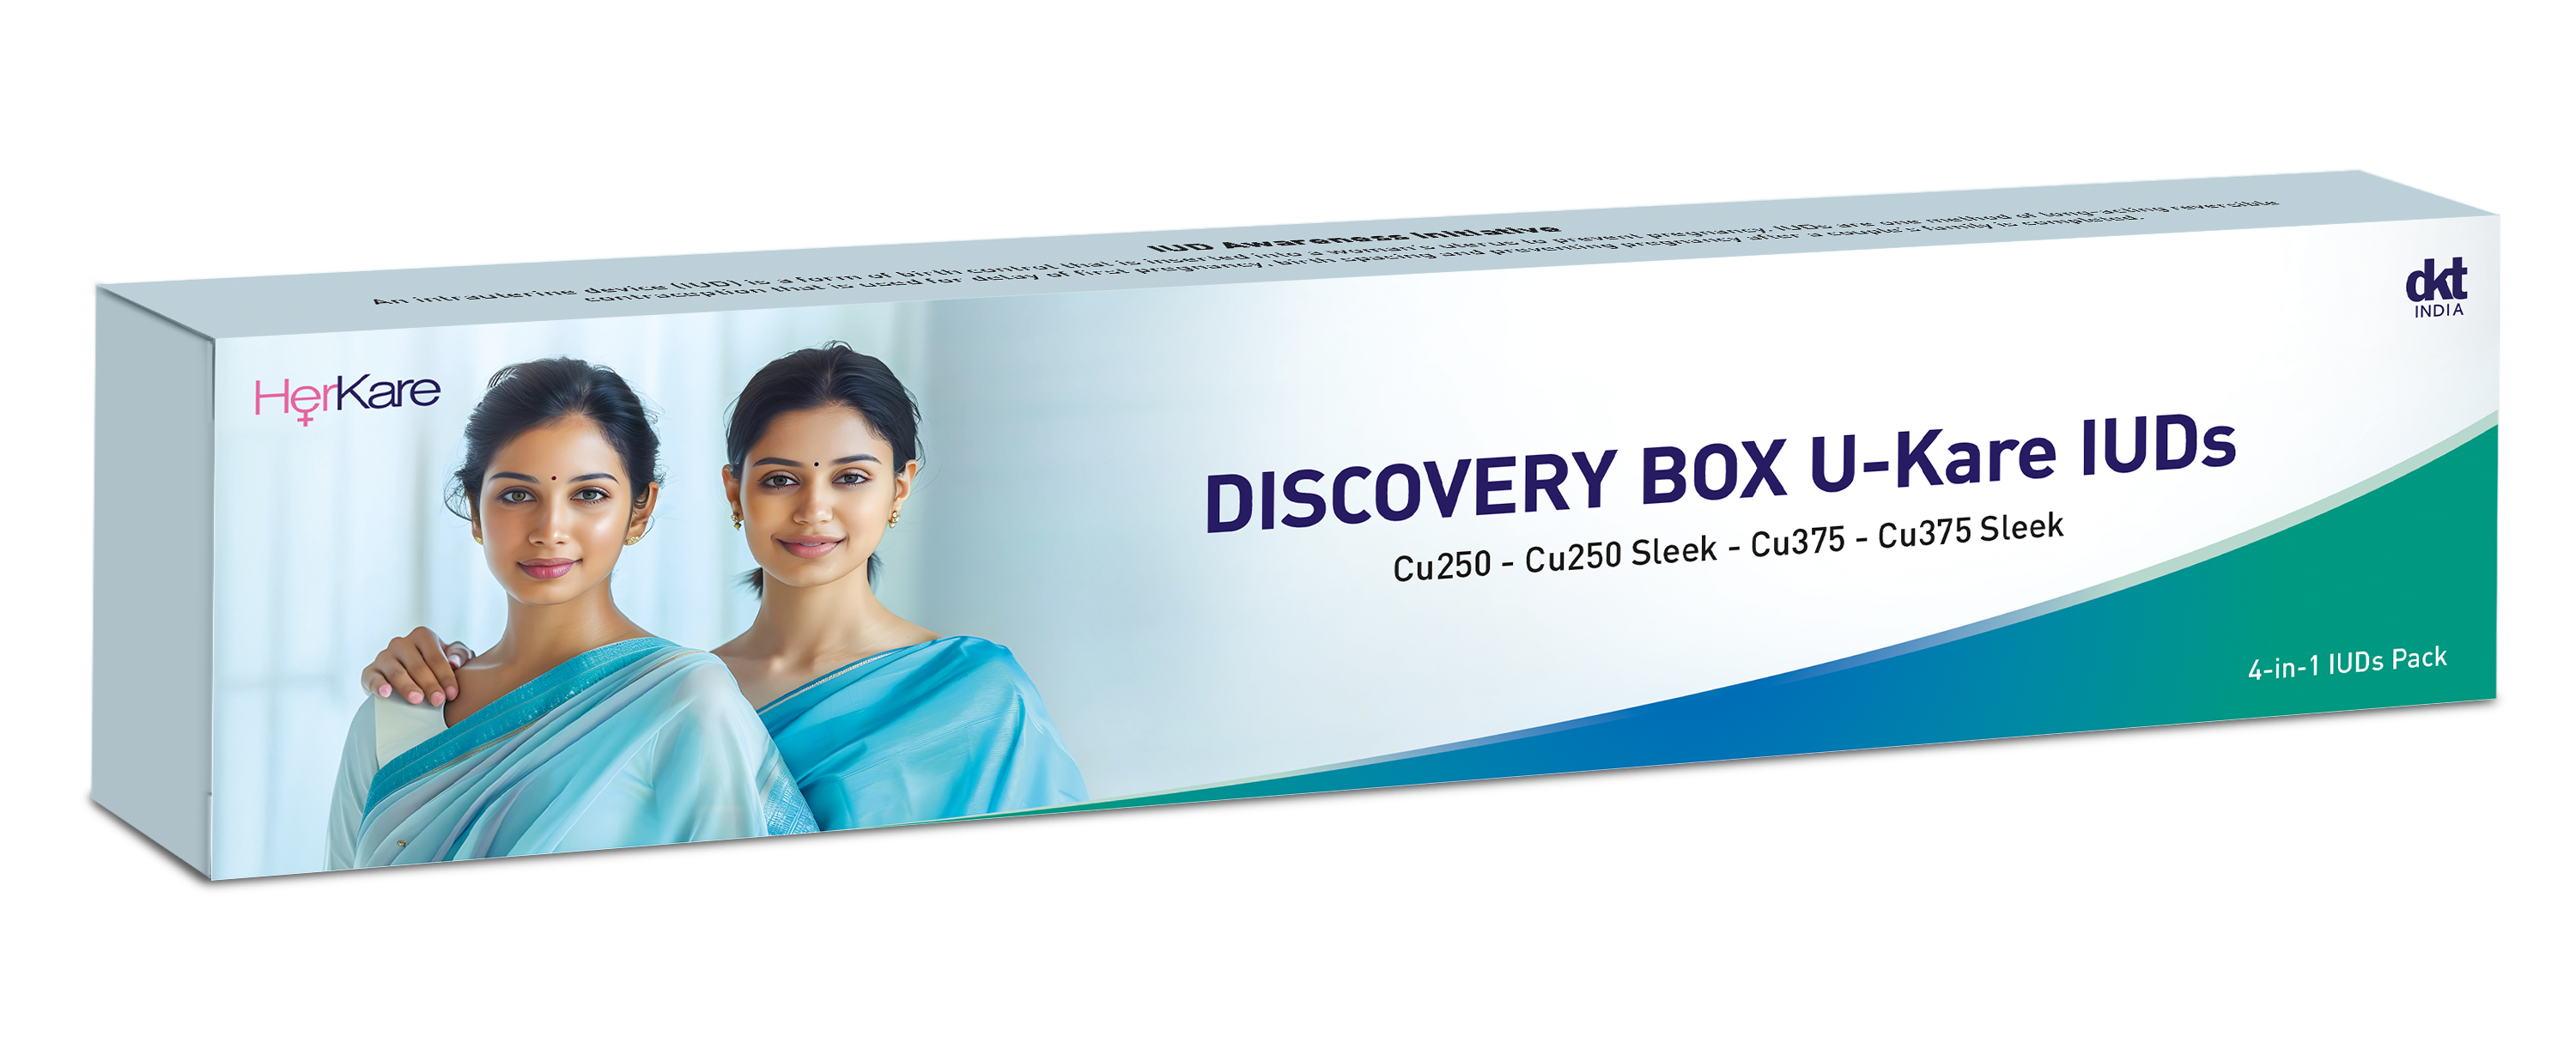 IUD Awareness Initiative
An intrauterine device (IUD) is a form of birth control that is inserted into a woman's uterus to prevent pregnancy. IUDs are one method of long-acting reversible
contraception that is used for delay of first pregnancy, birth spacing and preventing pregnancy after a couple's family is completed.
HerKare
dkt
INDIA
DISCOVERY BOX U-Kare IUDs
Cu250 - Cu250 Sleek - Cu375 - Cu375 Sleek
4-in-1 IUDs Pack